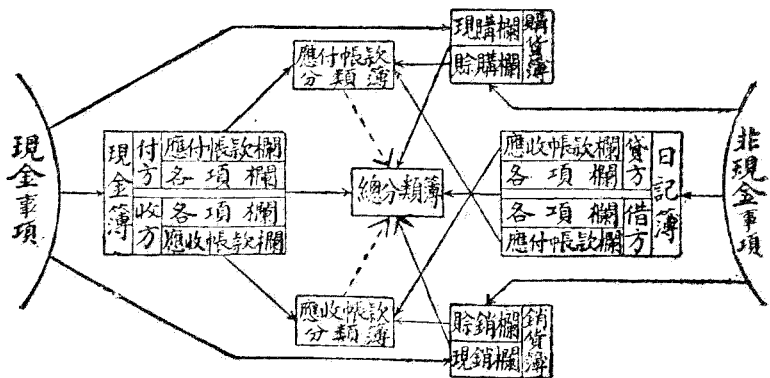 現金事項
現金簿
付方
應付帳款欄
各項欄
收方
各項欄
應收帳款欄
應付帳款
分類簿
總分類簿
應收帳款
分類簿
現購欄
賒購欄
購貨簿
應收帳款欄
各項欄
貸方
各項欄
應付帳款欄
借方
日記簿
賒銷欄
現銷欄
銷貨簿
非現金事項